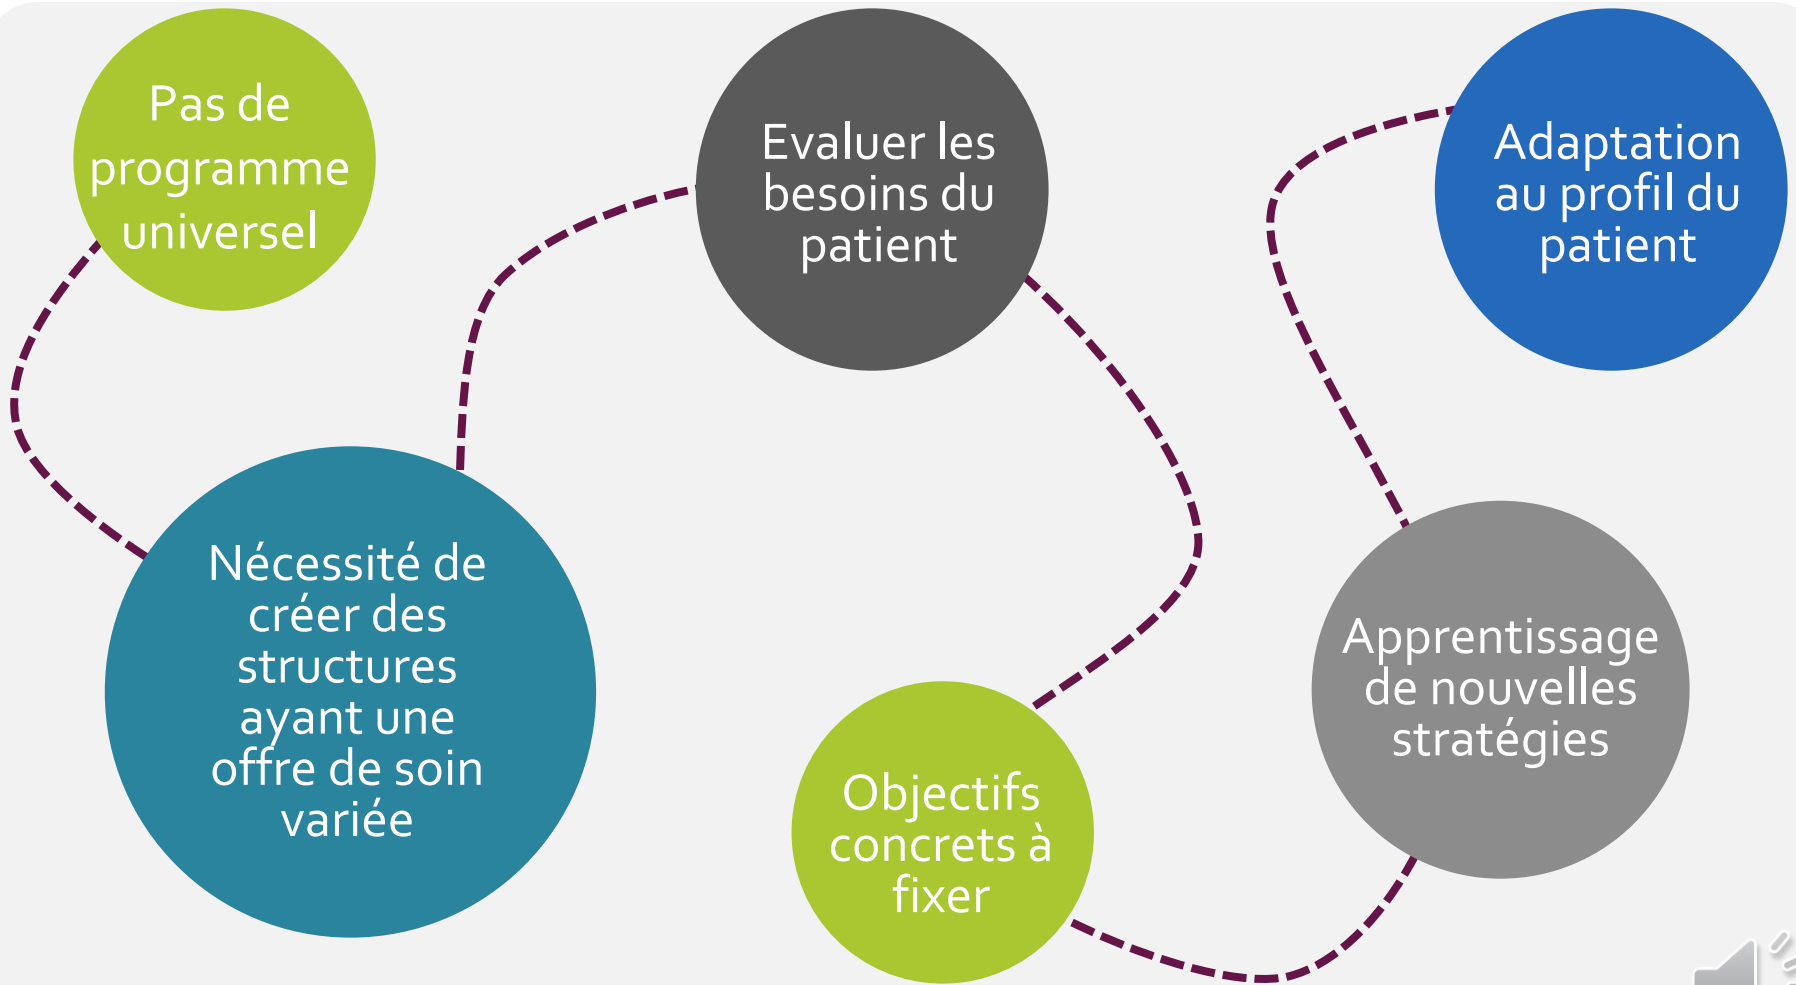 Pas de
programme
universel
Nécessité de
créer des
structures
ayant une
offre de soin
variée
Evaluer les
besoins du
patient
Objectifs
concrets à
fixer
Apprentissage
de nouvelles
stratégies
Adaptation
au profil du
patient